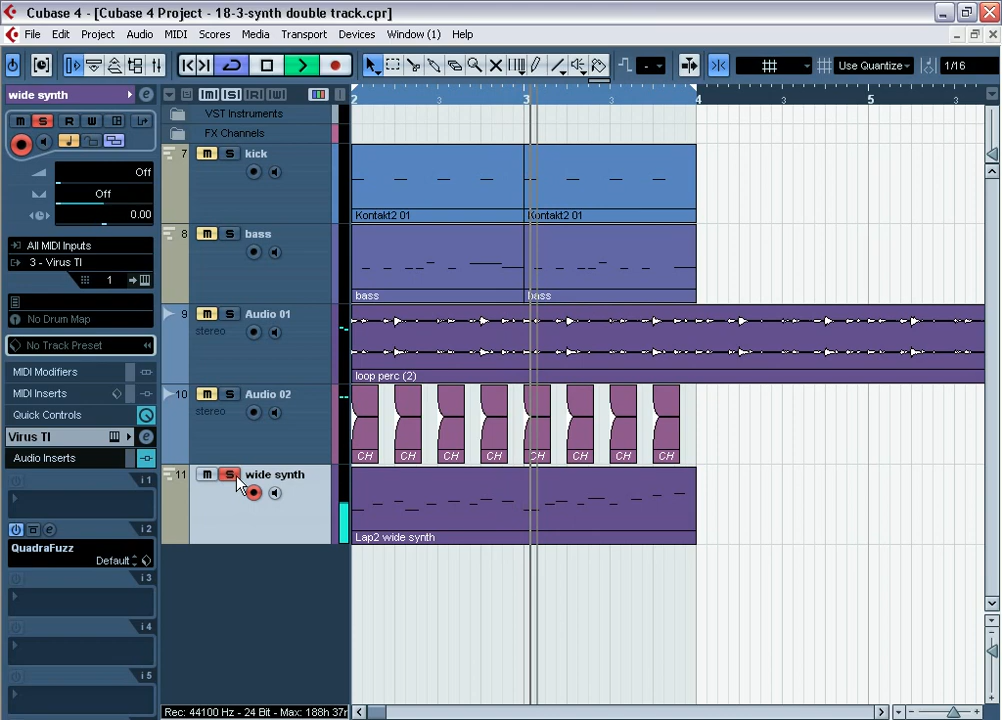 Cubase 4 - [Cubase 4 Project - 18-3-synth double track.cpr]
File Edit Project Audio MIDI Scores Media Transport Devices Window (1) Help
Use Quantize 1/16
wide synth
M S R W
[M] [S] [R] [W]
2 3 3 3 4 3 5 3
VST Instruments
FX Channels
Off
Off
0.00
All MIDI Inputs
3 - Virus TI
1
No Drum Map
No Track Preset
MIDI Modifiers
MIDI Inserts
Quick Controls
Virus TI
Audio Inserts
i 1
i 2
QuadraFuzz
Default
i 3
i 4
i 5
7 M S kick
Kontakt2 01 Kontakt2 01
8 M S bass
bass bass
9 M S Audio 01
stereo
loop perc (2)
10 M S Audio 02
stereo
CH CH CH CH CH CH CH CH
11 M S wide synth
Lap2 wide synth
Rec: 44100 Hz - 24 Bit - Max: 188h 37